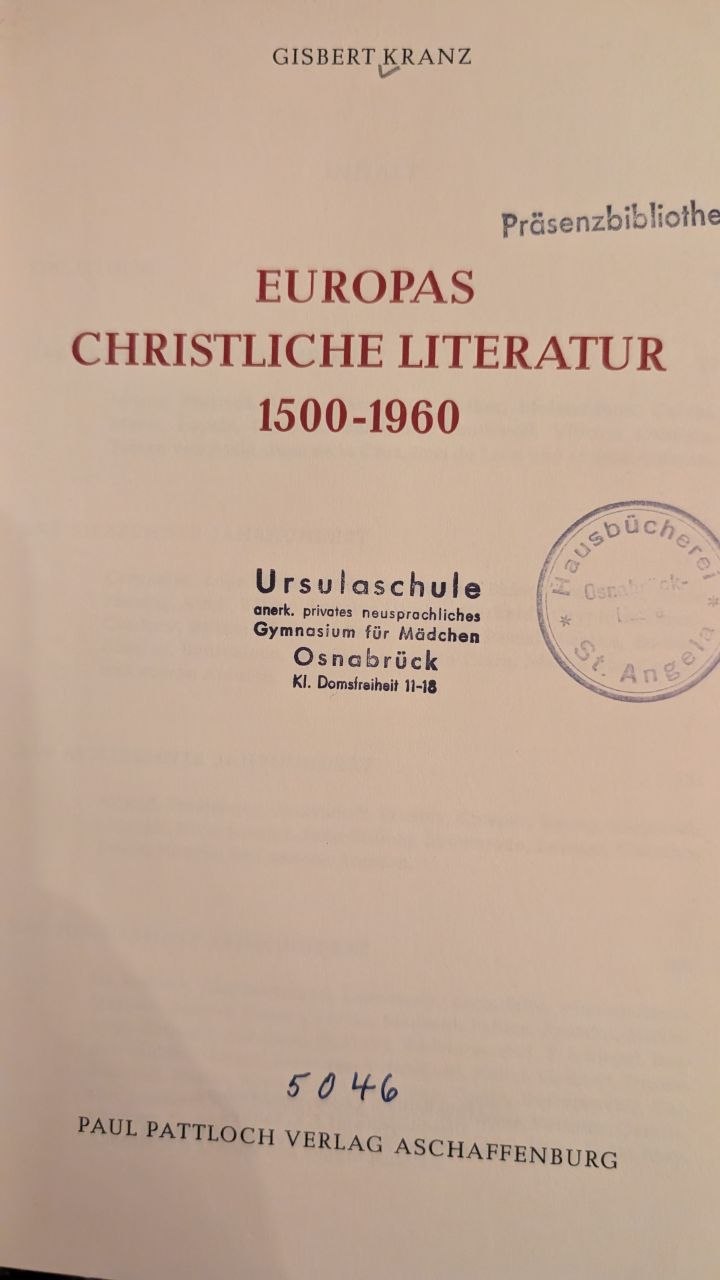 GISBERT KRANZ
Präsenzbibliothe
EUROPAS
CHRISTLICHE LITERATUR
1500-1960
Ursulaschule
anerk. privates neusprachliches
Gymnasium für Mädchen
Osnabrück
Kl. Domsfreiheit 11-18
* Hausbücherei *
Osnabrück-
St. Angela
5046
PAUL PATTLOCH VERLAG ASCHAFFENBURG